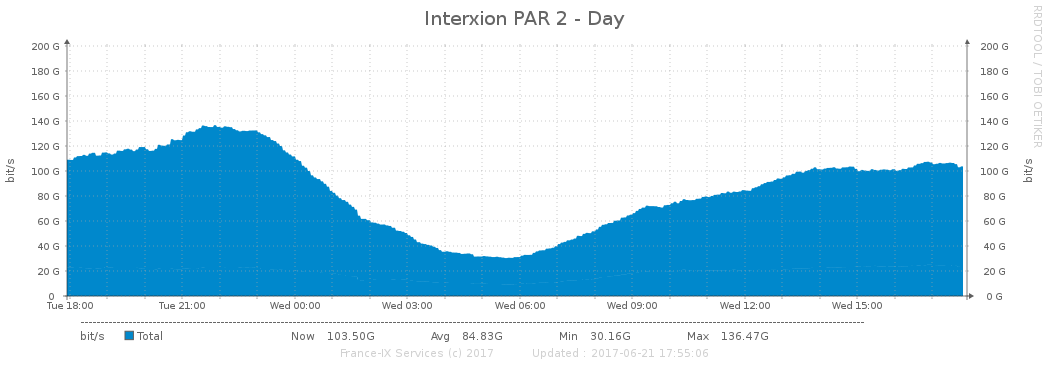 Interxion PAR 2 - Day
RRDTOOL / TOBI OETIKER
bit/s
200 G 200 G
180 G 180 G
160 G 160 G
140 G 140 G
120 G 120 G
100 G 100 G
80 G 80 G
60 G 60 G
40 G 40 G
20 G 20 G
0 0 G
bit/s
Tue 18:00 Tue 21:00 Wed 00:00 Wed 03:00 Wed 06:00 Wed 09:00 Wed 12:00 Wed 15:00
bit/s Total Now 103.50G Avg 84.83G Min 30.16G Max 136.47G
France-IX Services (c) 2017 Updated : 2017-06-21 17:55:06